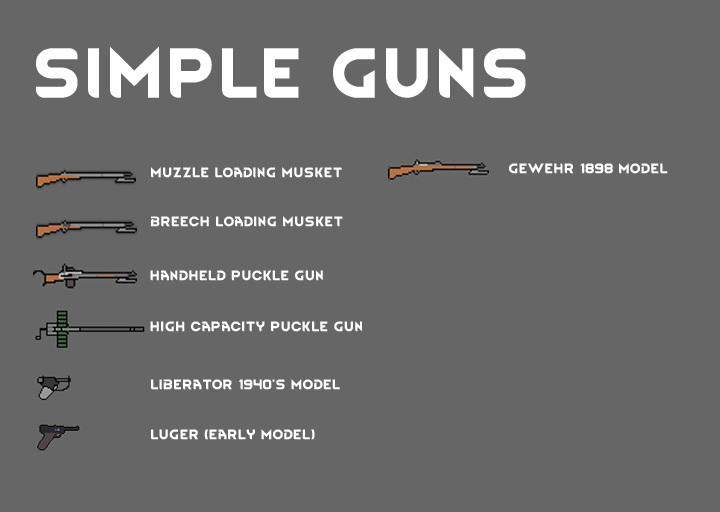 SIMPLE GUNS
MUZZLE LOADING MUSKET
BREECH LOADING MUSKET
HANDHELD PUCKLE GUN
HIGH CAPACITY PUCKLE GUN
LIBERATOR 1940'S MODEL
LUGER (EARLY MODEL)
GEWEHR 1898 MODEL